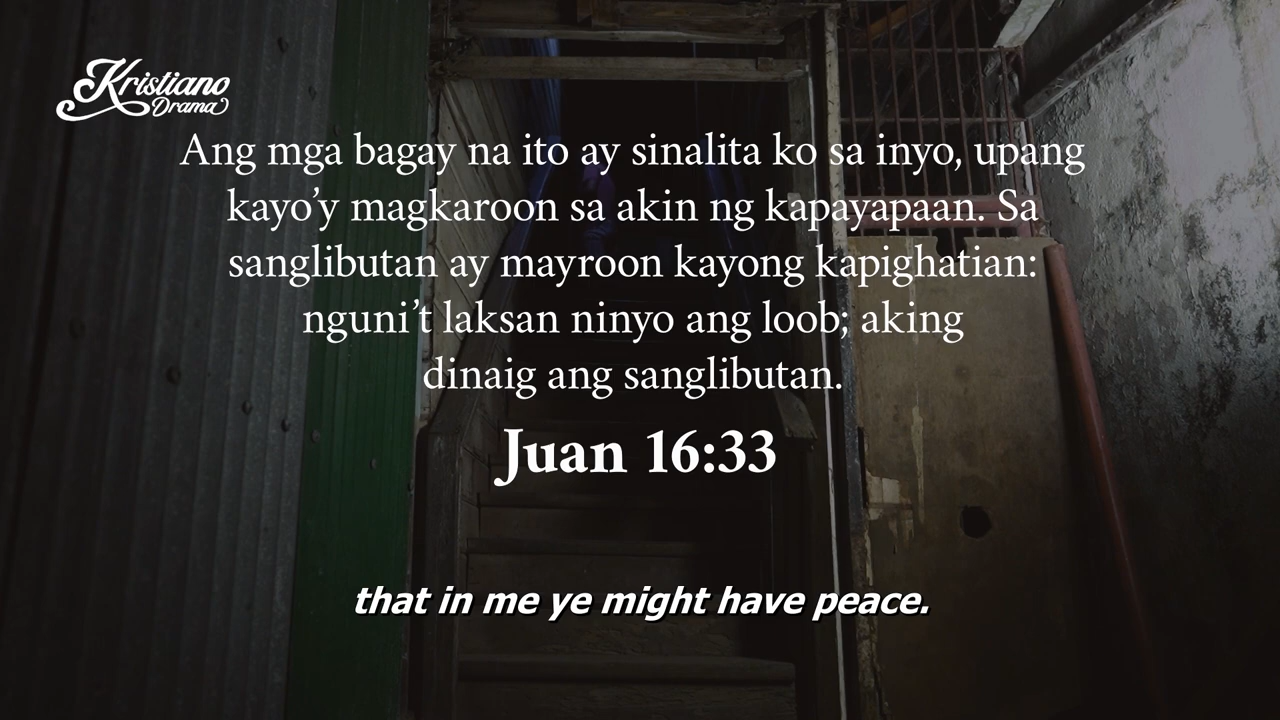 Kristiano
Drama
Ang mga bagay na ito ay sinalita ko sa inyo, upang
kayo’y magkaroon sa akin ng kapayapaan. Sa
sanglibutan ay mayroon kayong kapighatian:
nguni’t laksan ninyo ang loob; aking
dinaig ang sanglibutan.
Juan 16:33
that in me ye might have peace.